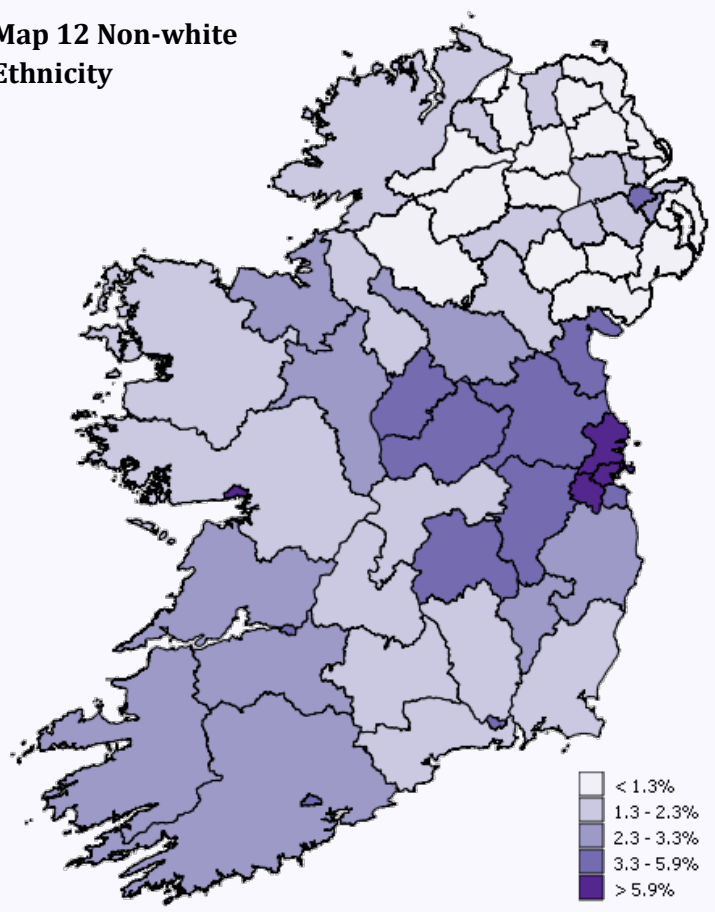 Map 12 Non-white
Ethnicity
< 1.3%
1.3 - 2.3%
2.3 - 3.3%
3.3 - 5.9%
> 5.9%